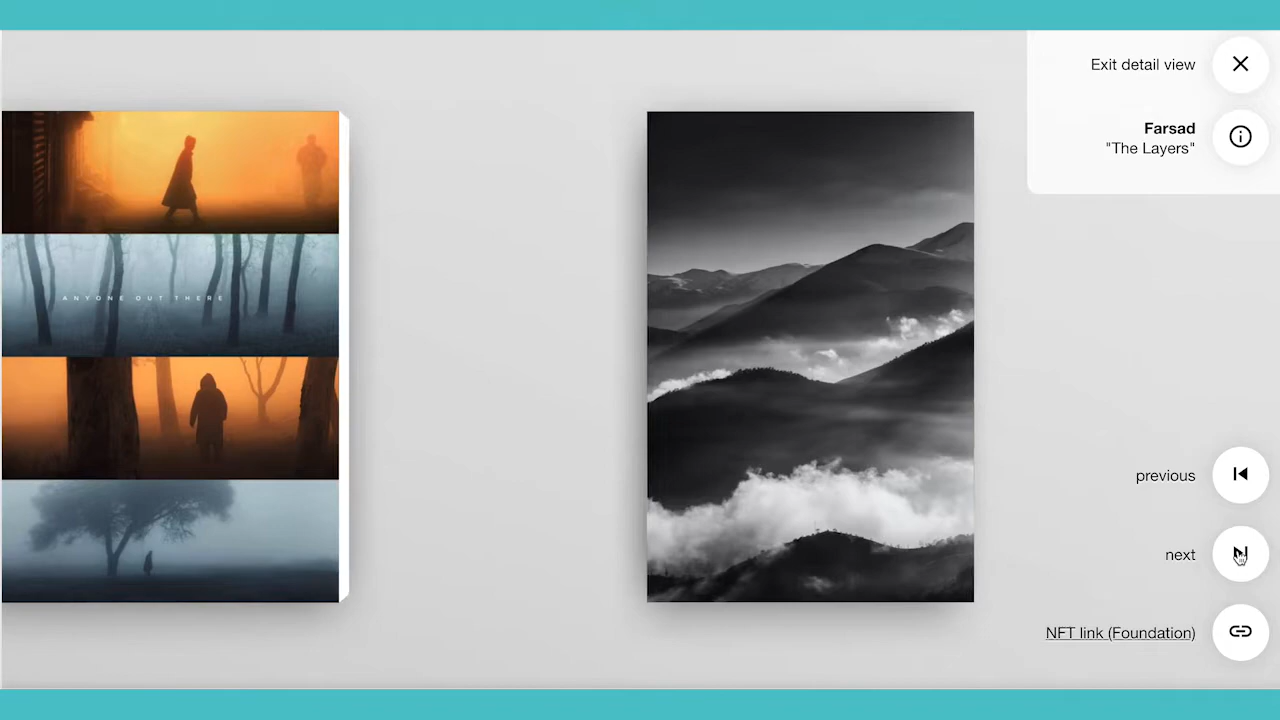 Exit detail view
Farsad
"The Layers"
ANYONE OUT THERE
previous
next
NFT link (Foundation)